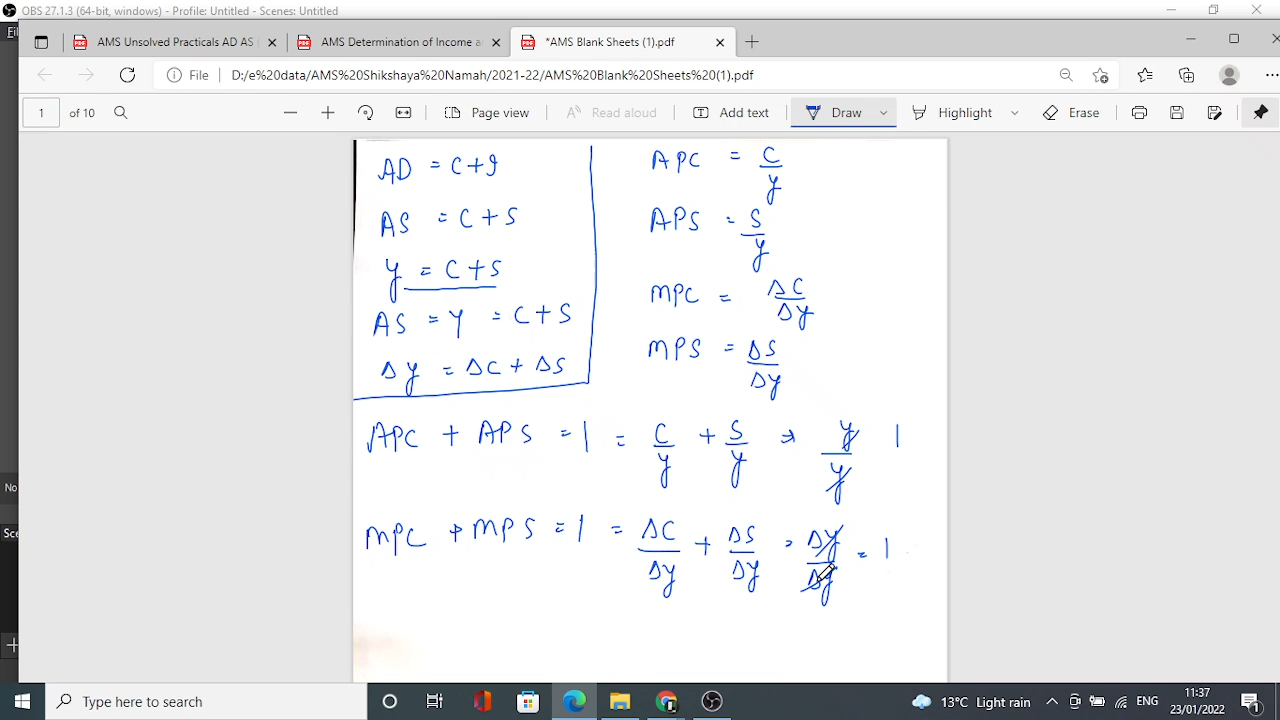 OBS 27.1.3 (64-bit, windows) - Profile: Untitled - Scenes: Untitled
AMS Unsolved Practicals AD AS
AMS Determination of Income a
*AMS Blank Sheets (1).pdf
File
D:/e%20data/AMS%20Shikshaya%20Namah/2021-22/AMS%20Blank%20Sheets%20(1).pdf
1 of 10
Page view
Read aloud
Add text
Draw
Highlight
Erase
AD = C+I
AS = C+S
y = C+S
AS = Y = C+S
Δy = ΔC + ΔS
APC = C/y
APS = S/y
MPC = ΔC/Δy
MPS = ΔS/Δy
APC + APS = 1 = C/y + S/y ⇒ y/y 1
MPC + MPS = 1 = ΔC/Δy + ΔS/Δy = Δy/Δy = 1
No
Sce
Type here to search
13°C Light rain
ENG
11:37
23/01/2022